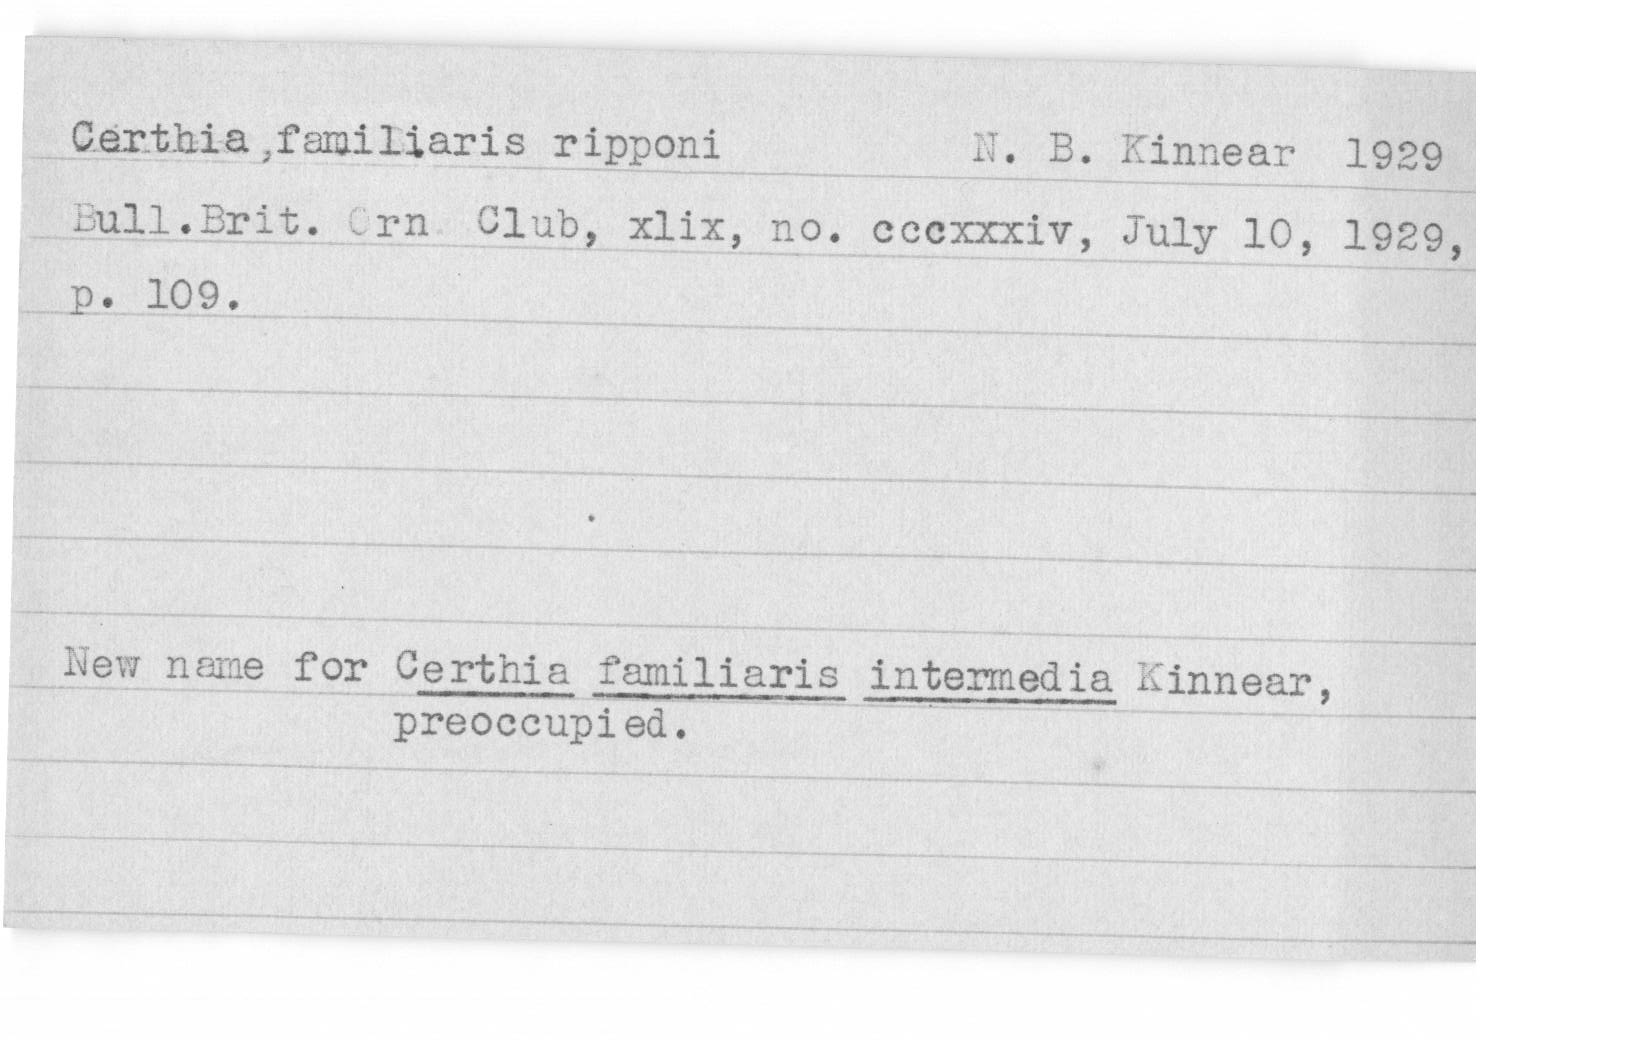 Certhia,familiaris ripponi N. B. Kinnear 1929
Bull.Brit. Orn. Club, xlix, no. cccxxxiv, July 10, 1929,
p. 109.
New name for Certhia familiaris intermedia Kinnear,
preoccupied.